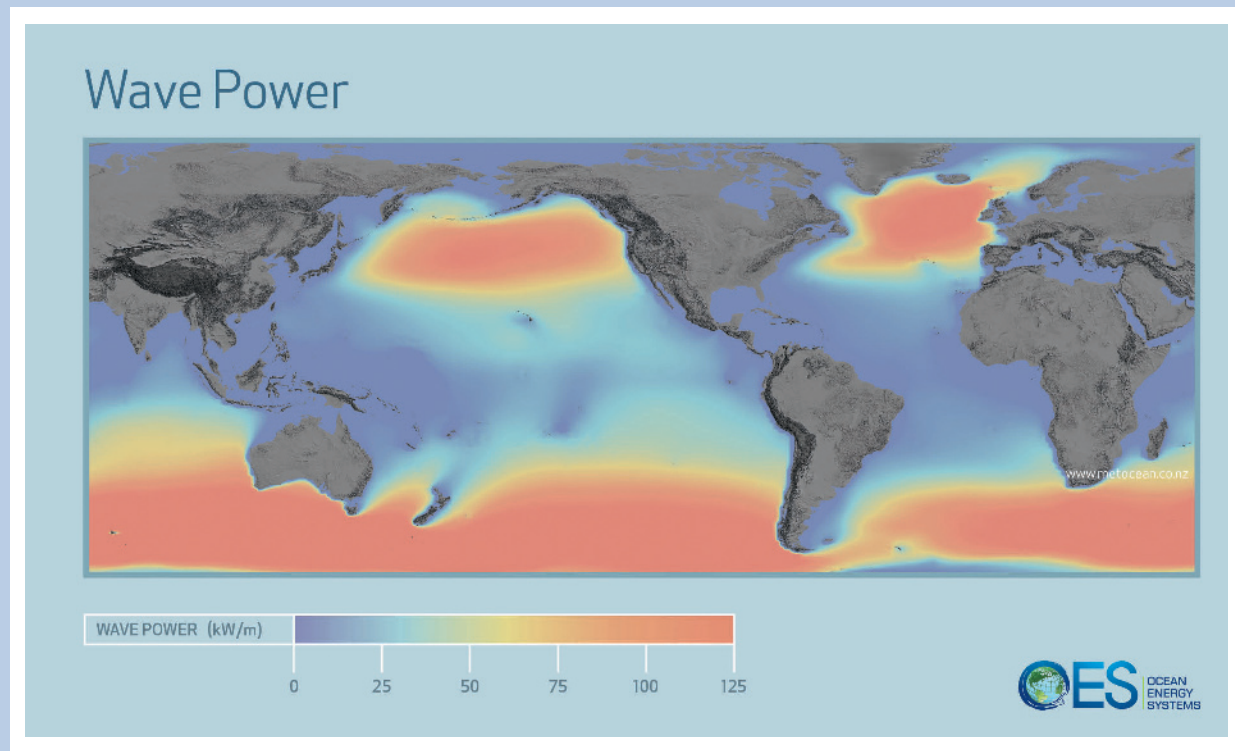 Wave Power
www.metocean.co.nz
WAVE POWER (kW/m)
0 25 50 75 100 125
OES OCEAN
ENERGY
SYSTEMS